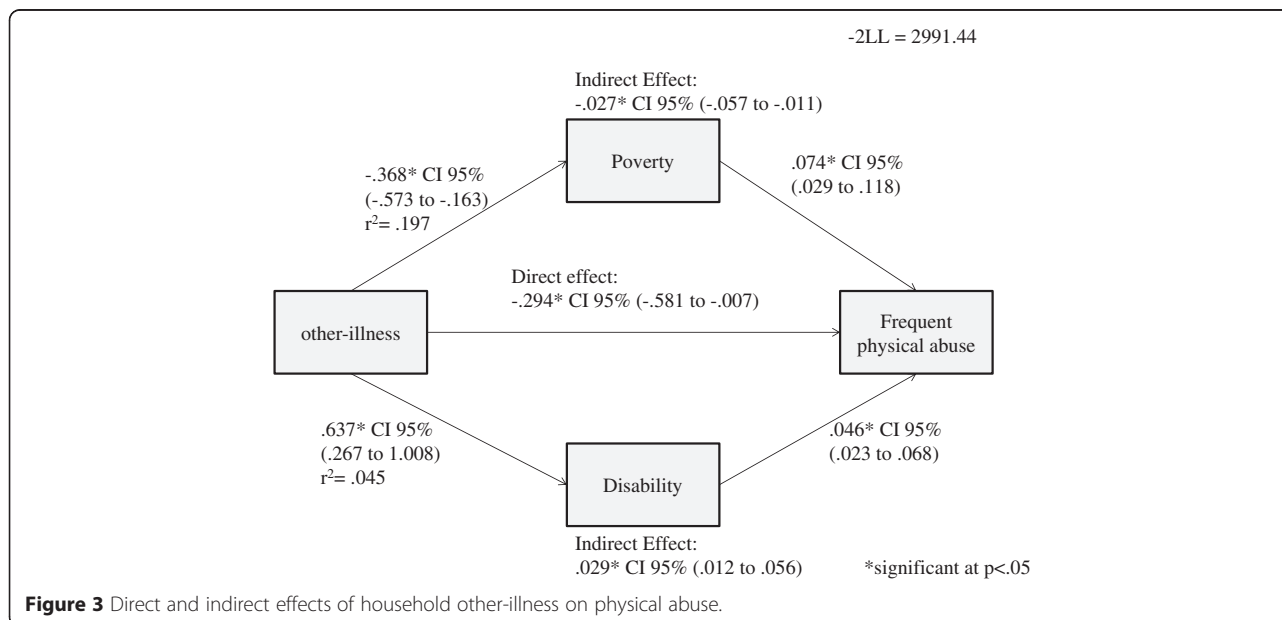 -2LL = 2991.44
Indirect Effect:
-.027* CI 95% (-.057 to -.011)
Poverty
-.368* CI 95%
(-.573 to -.163)
r²= .197
.074* CI 95%
(.029 to .118)
Direct effect:
-.294* CI 95% (-.581 to -.007)
other-illness
Frequent
physical abuse
.637* CI 95%
(.267 to 1.008)
r²= .045
.046* CI 95%
(.023 to .068)
Disability
Indirect Effect:
.029* CI 95% (.012 to .056)
*significant at p<.05
Figure 3 Direct and indirect effects of household other-illness on physical abuse.